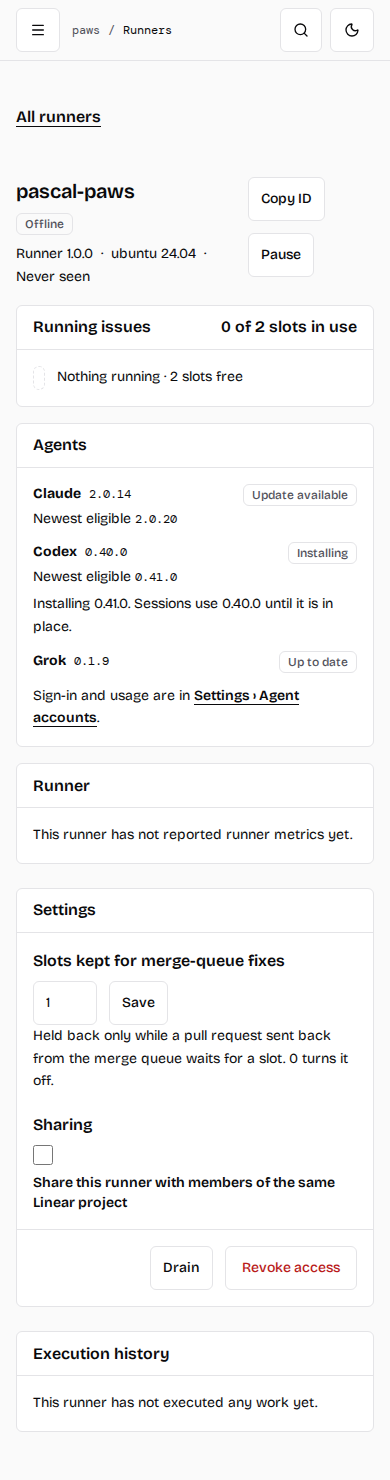 paws / Runners
All runners
pascal-paws
Copy ID
Offline
Runner 1.0.0 · ubuntu 24.04 ·
Never seen
Pause
Running issues 0 of 2 slots in use
Nothing running · 2 slots free
Agents
Claude 2.0.14 Update available
Newest eligible 2.0.20
Codex 0.40.0 Installing
Newest eligible 0.41.0
Installing 0.41.0. Sessions use 0.40.0 until it is in
place.
Grok 0.1.9 Up to date
Sign-in and usage are in Settings › Agent
accounts.
Runner
This runner has not reported runner metrics yet.
Settings
Slots kept for merge-queue fixes
1 Save
Held back only while a pull request sent back
from the merge queue waits for a slot. 0 turns it
off.
Sharing
Share this runner with members of the same
Linear project
Drain Revoke access
Execution history
This runner has not executed any work yet.